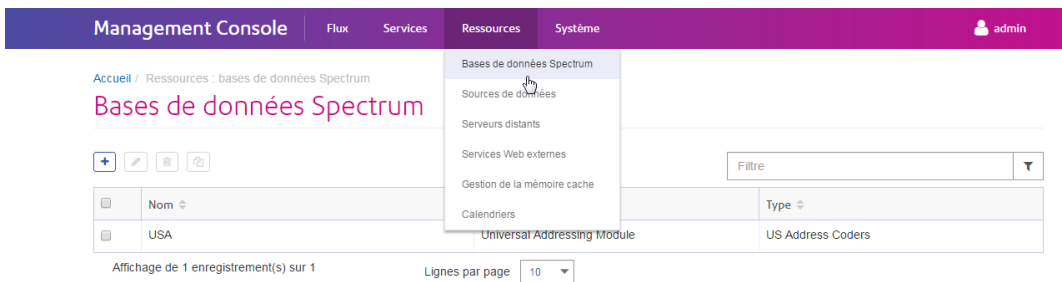 Management Console Flux Services Ressources Système admin
Bases de données Spectrum
Accueil / Ressources : bases de données Spectrum
Sources de données
Bases de données Spectrum
Serveurs distants
Services Web externes
Filtre
Gestion de la mémoire cache
Nom Type
Calendriers
USA Universal Addressing Module US Address Coders
Affichage de 1 enregistrement(s) sur 1 Lignes par page 10